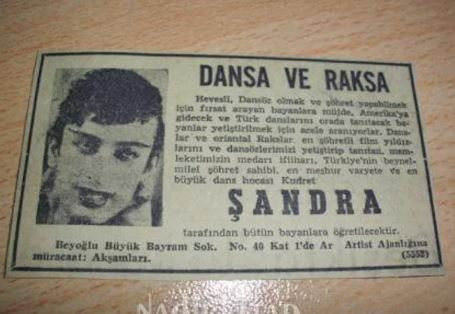 DANSA VE RAKSA
Hevesli, Dansöz olmak ve şöhret yapabilmek
için fırsat arayan bayanlara müjde. Amerika'ya
gidecek ve Türk danslarını orada tanıtacak ba-
yanlar yetiştirilmek için acele aranıyorlar. Dans-
lar ve oriantal Rakslar, en şöhretli film yıldız-
larını ve dansözlerimizi yetiştirip tanıtan, mem-
leketimizin medarı iftiharı, Türkiye'nin beynel-
milel şöhret sahibi, en meşhur varyete ve en
büyük dans hocası Kudret
ŞANDRA
tarafından bütün bayanlara öğretilecektir.
Beyoğlu Büyük Bayram Sok. No. 40 Kat 1'de Ar Artist Ajanlığına
müracaat: Akşamları. (5552)